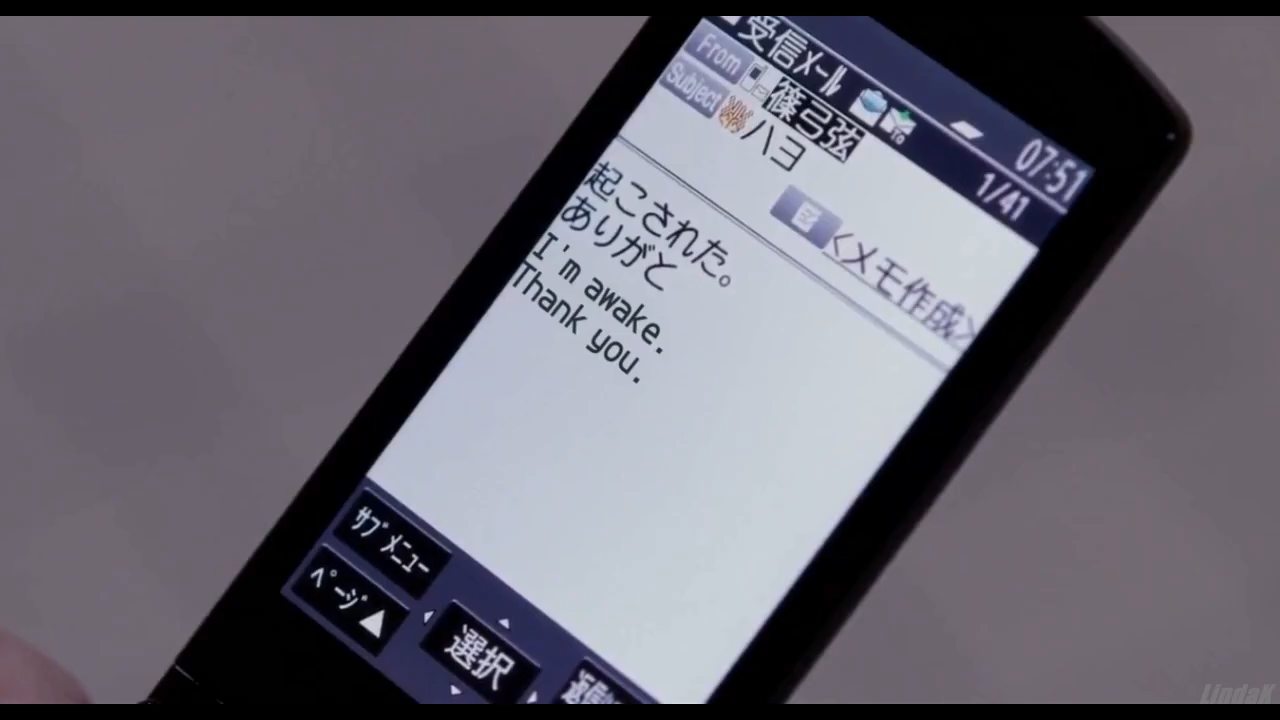 受信メール
07:51
From 篠弓弦
1/41
Subject ハヨ
<メモ作成>
起こされた。
ありがと
I'm awake.
Thank you.
ｻﾌﾞﾒﾆｭｰ
ﾍﾟｰｼﾞ▲
選択
LindaK